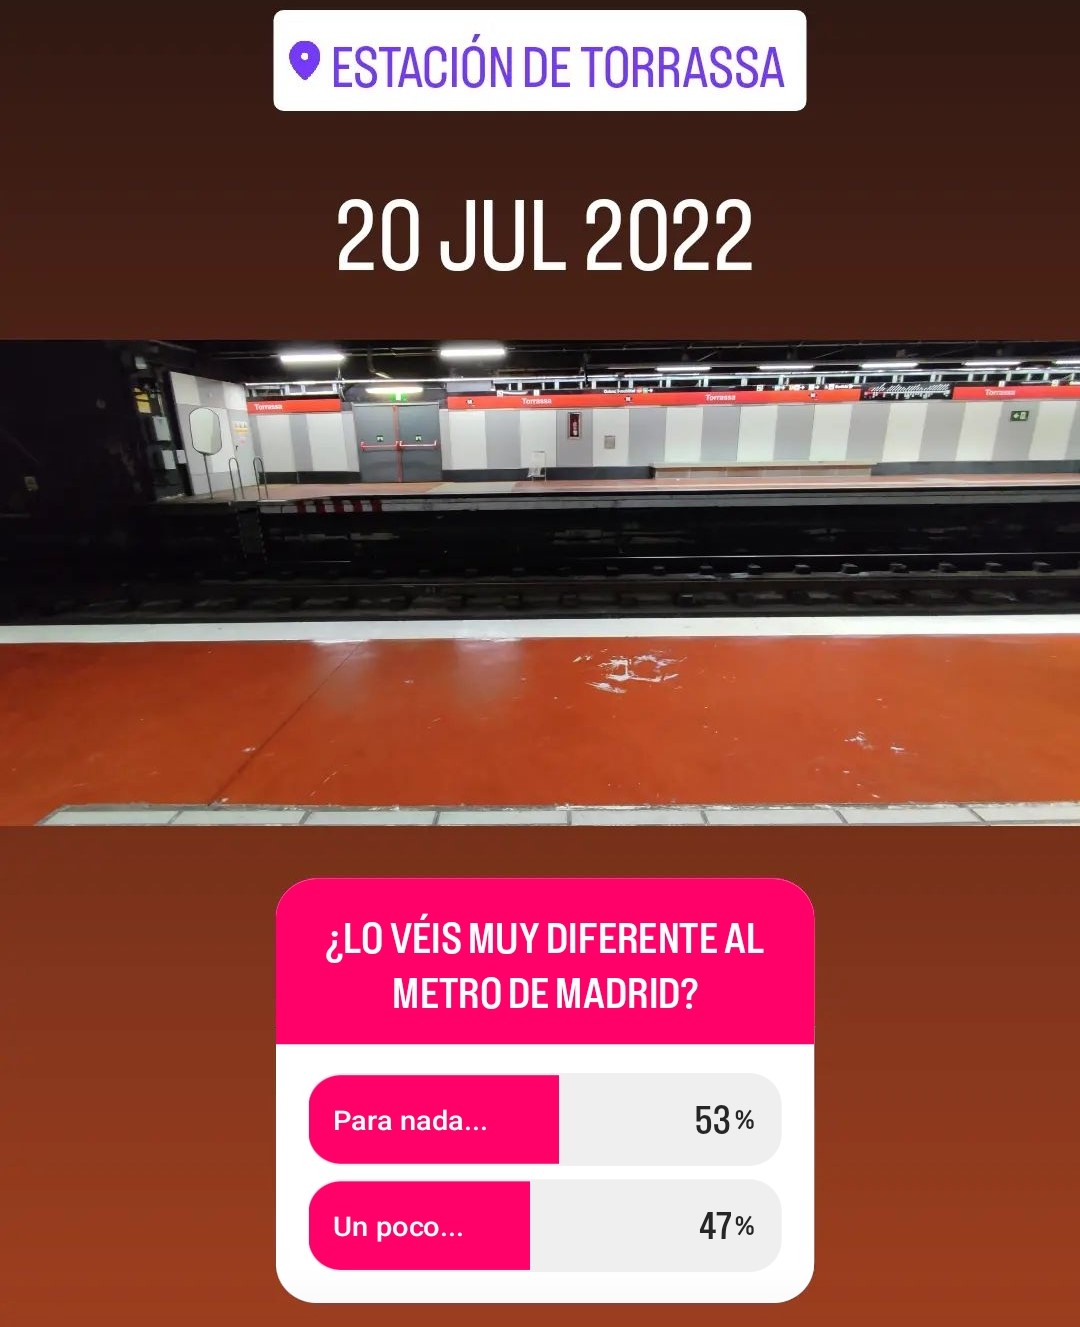 ESTACIÓN DE TORRASSA
20 JUL 2022
Torrassa
Torrassa
Torrassa
Torrassa
¿LO VÉIS MUY DIFERENTE AL
METRO DE MADRID?
Para nada... 53%
Un poco... 47%